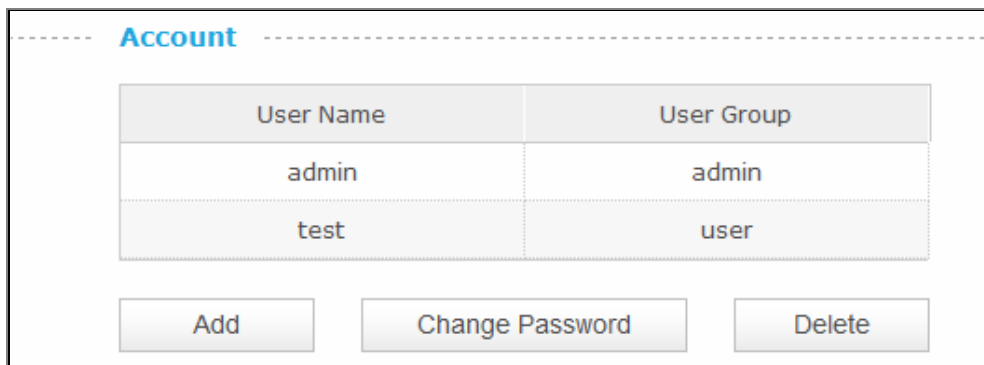 Account
User Name User Group
admin admin
test user
Add Change Password Delete